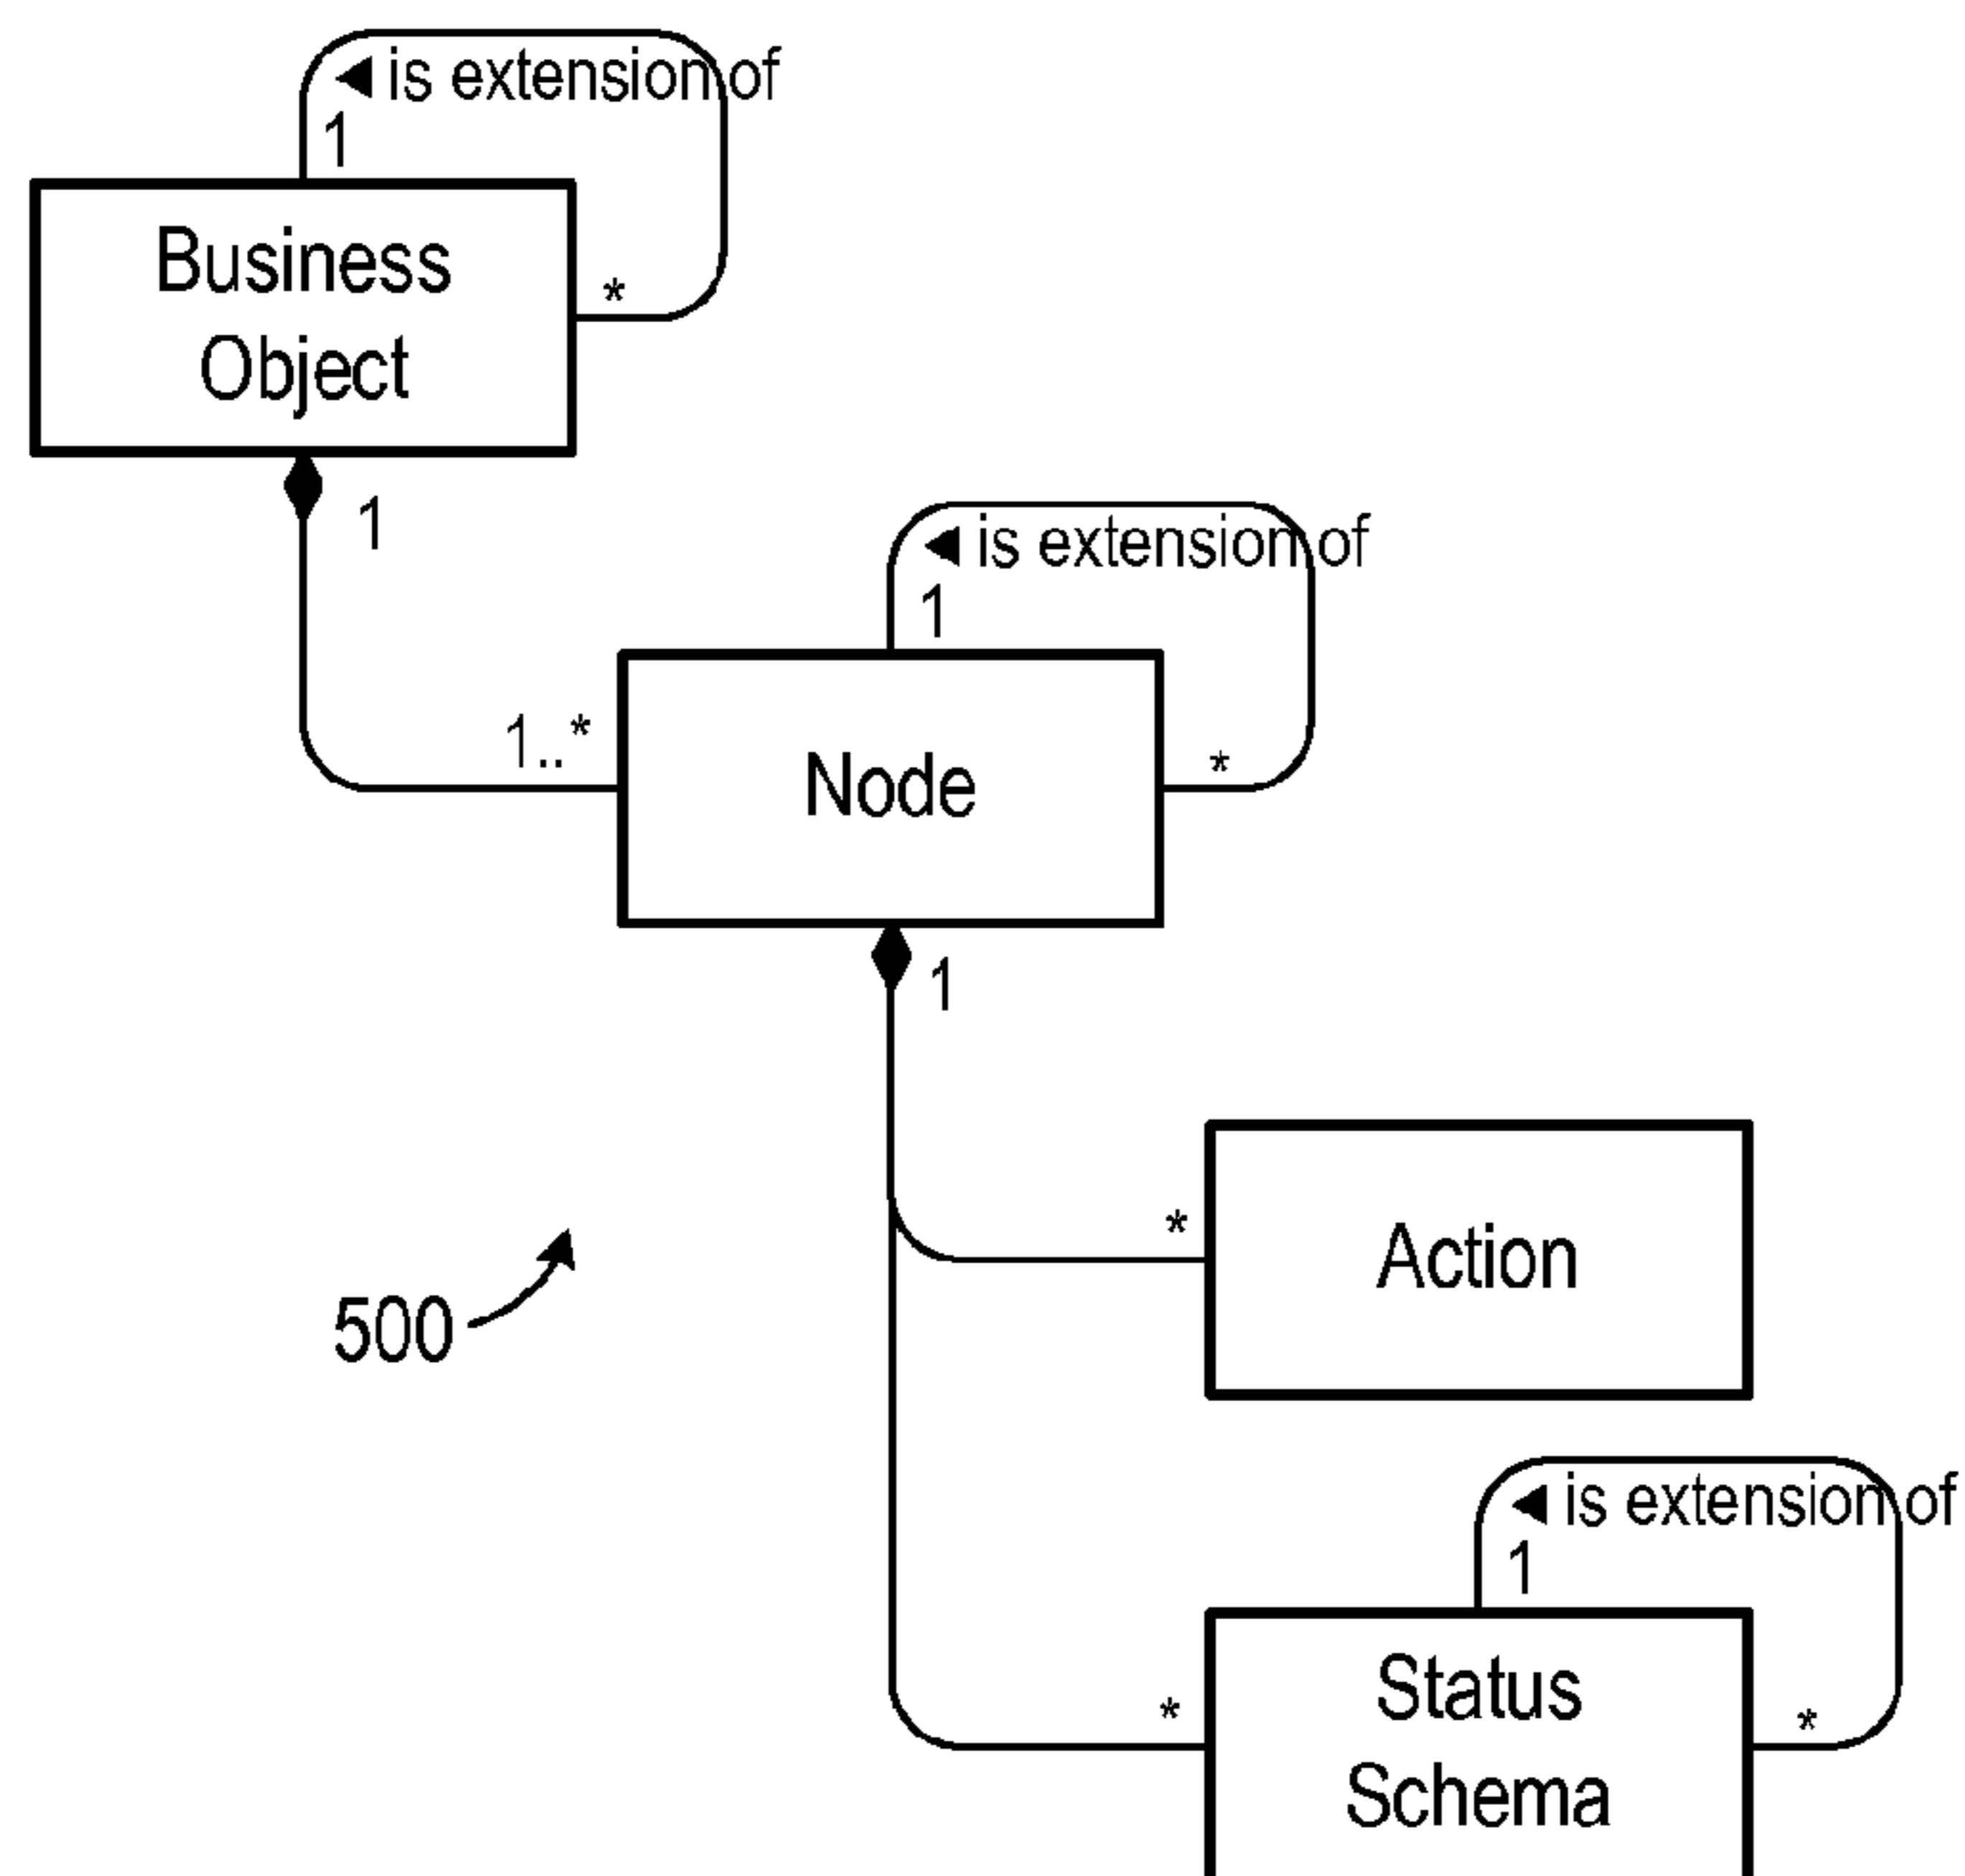 ◄ is extension of
1
Business
Object
*
1
◄ is extension of
1
1..*
Node
*
1
*
Action
500
◄ is extension of
1
*
Status
Schema
*